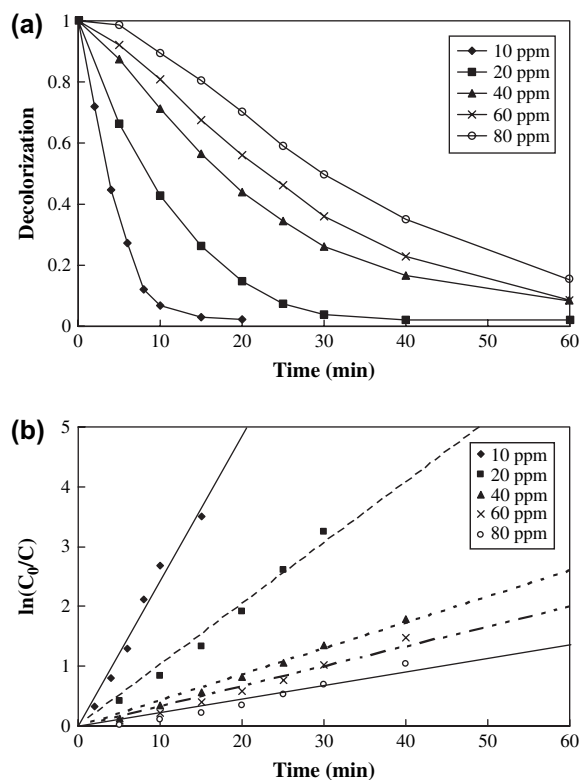 (a)
1
0.8
0.6
0.4
0.2
0
Decolorization
10 ppm
20 ppm
40 ppm
60 ppm
80 ppm
0 10 20 30 40 50 60
Time (min)
(b)
5
4
3
2
1
0
ln(C₀/C)
10 ppm
20 ppm
40 ppm
60 ppm
80 ppm
0 10 20 30 40 50 60
Time (min)